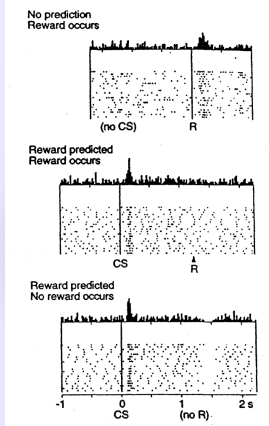 No prediction
Reward occurs
(no CS) R
Reward predicted
Reward occurs
CS R
Reward predicted
No reward occurs
-1 0 1 2 s
CS (no R)